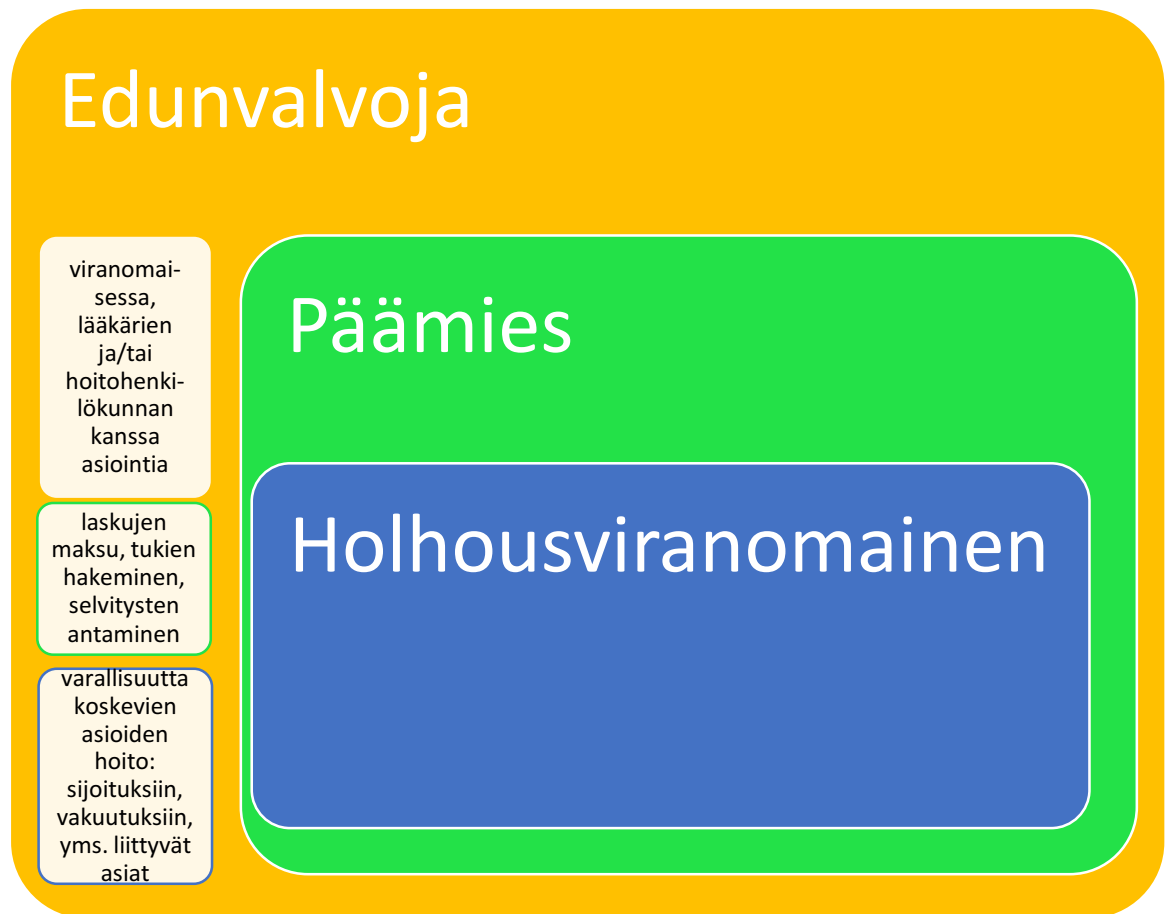 Edunvalvoja
viranomai-
sessa,
lääkärien
ja/tai
hoitohenki-
lökunnan
kanssa
asiointia
laskujen
maksu, tukien
hakeminen,
selvitysten
antaminen
varallisuutta
koskevien
asioiden
hoito:
sijoituksiin,
vakuutuksiin,
yms. liittyvät
asiat
Päämies
Holhousviranomainen